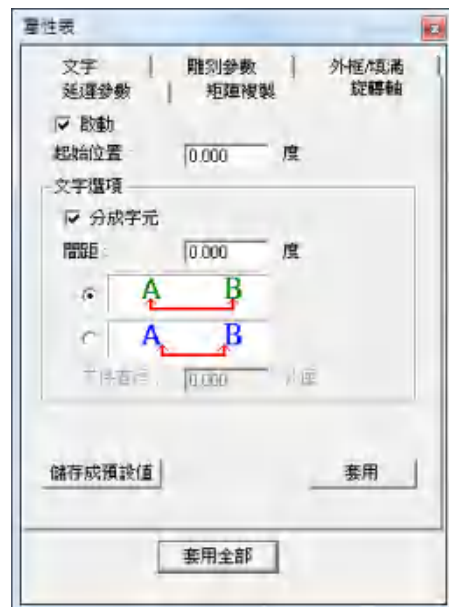 屬性表
文字 雕刻參數 外框/填滿
延遲參數 矩陣複製 旋轉軸
啟動
起始位置 0.000 度
文字選項
分成字元
間距: 0.000 度
A B
A B
0.000
儲存成預設值 套用
套用全部